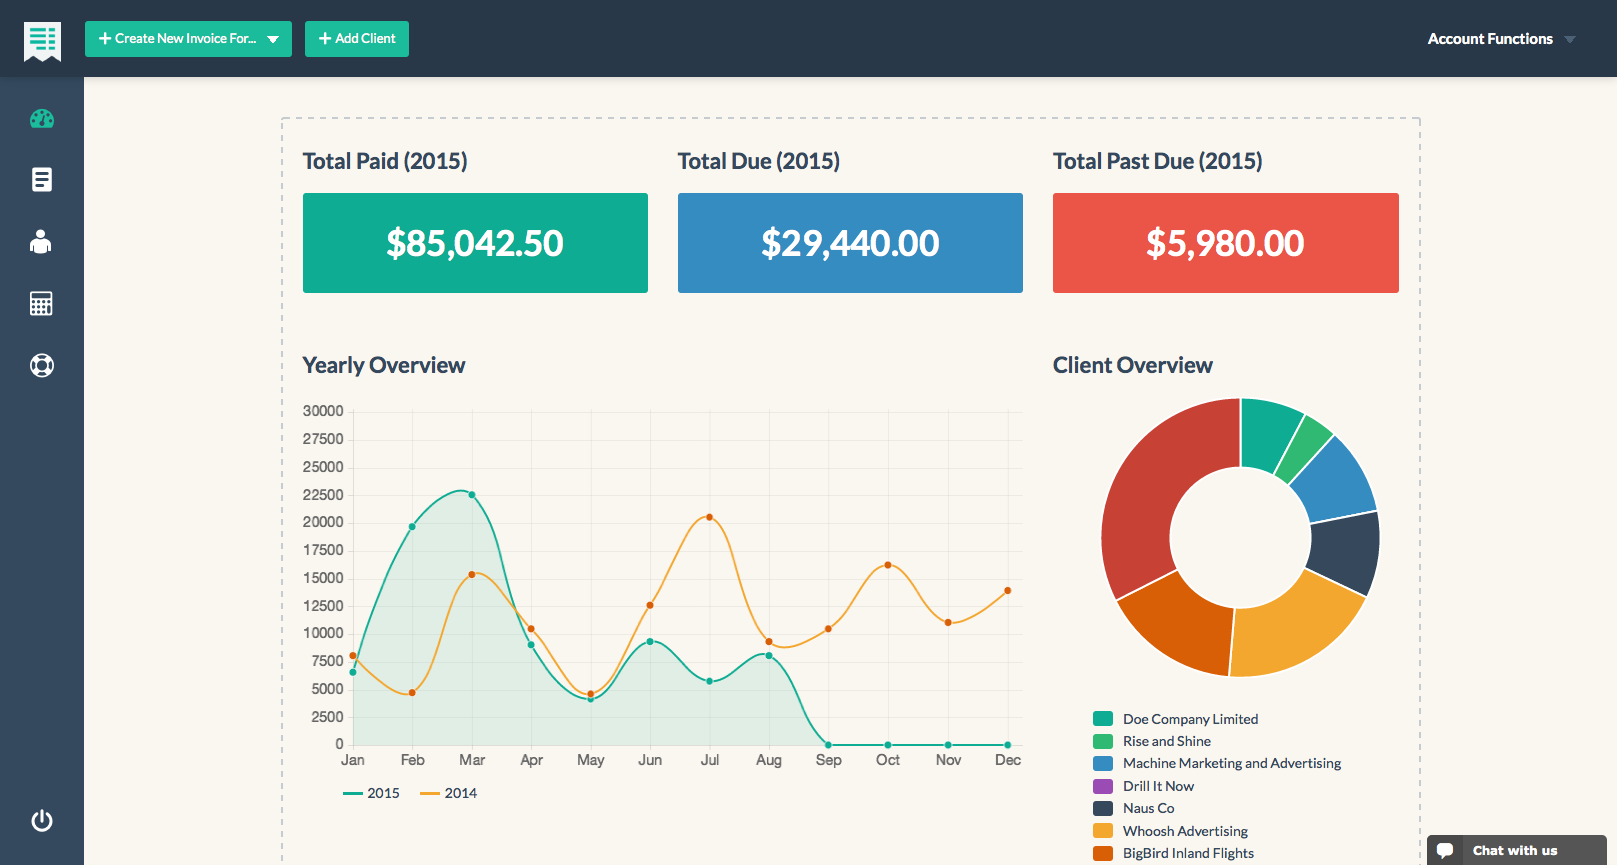 Create New Invoice For...
Add Client
Account Functions
Total Paid (2015)
Total Due (2015)
Total Past Due (2015)
$85,042.50
$29,440.00
$5,980.00
Yearly Overview
Client Overview
30000
27500
25000
22500
20000
17500
15000
12500
10000
7500
5000
2500
0
Jan Feb Mar Apr May Jun Jul Aug Sep Oct Nov Dec
2015 2014
Doe Company Limited
Rise and Shine
Machine Marketing and Advertising
Drill It Now
Naus Co
Whoosh Advertising
BigBird Inland Flights
Chat with us